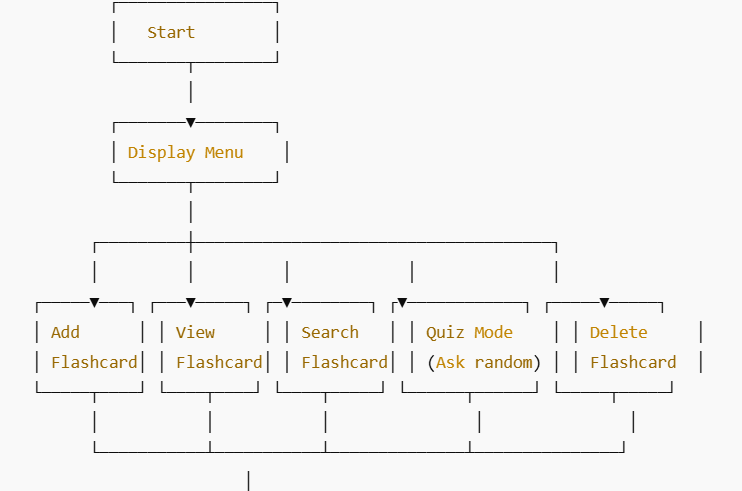 Start
Display Menu
Add View Search Quiz Mode Delete
Flashcard Flashcard Flashcard (Ask random) Flashcard